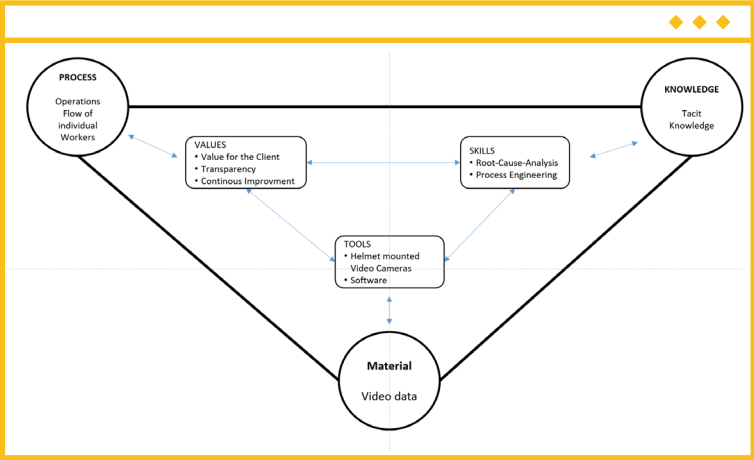 PROCESS
Operations
Flow of
individual
Workers
KNOWLEDGE
Tacit
Knowledge
VALUES
• Value for the Client
• Transparency
• Continous Improvment
SKILLS
• Root-Cause-Analysis
• Process Engineering
TOOLS
• Helmet mounted
Video Cameras
• Software
Material
Video data